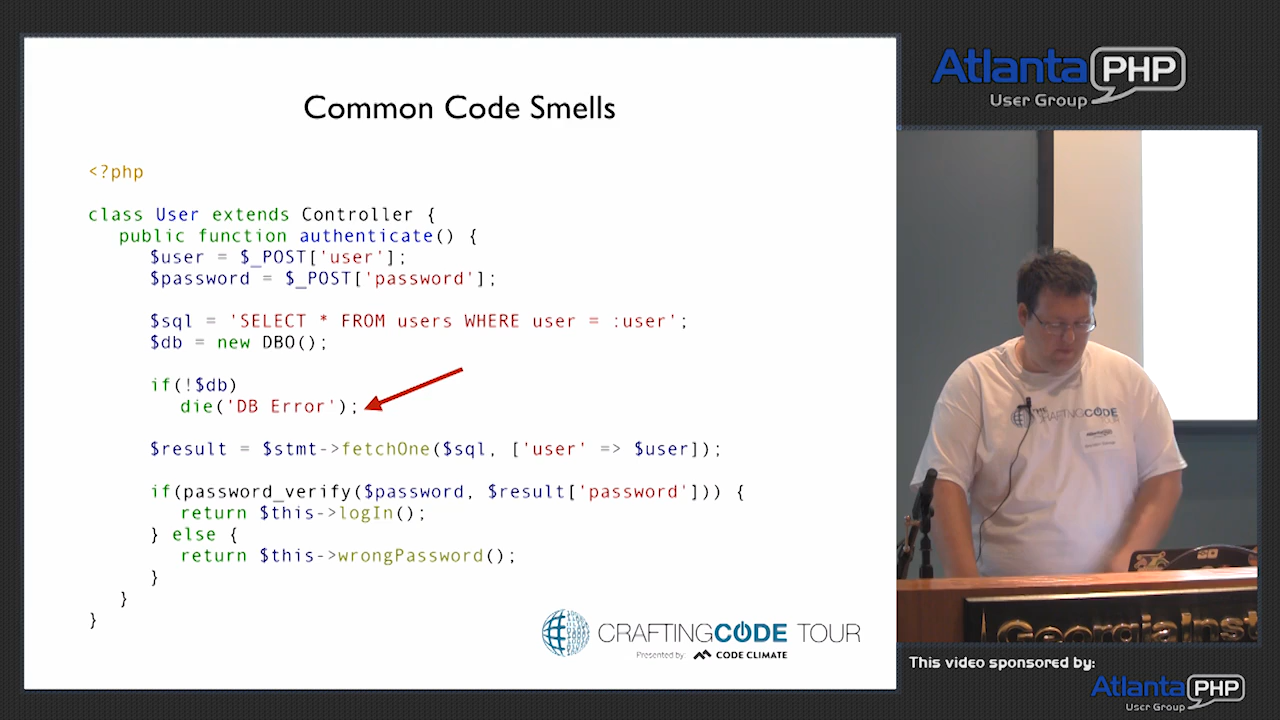 Common Code Smells
<?php
class User extends Controller {
public function authenticate() {
$user = $_POST['user'];
$password = $_POST['password'];
$sql = 'SELECT * FROM users WHERE user = :user';
$db = new DBO();
if(!$db)
die('DB Error');
$result = $stmt->fetchOne($sql, ['user' => $user]);
if(password_verify($password, $result['password'])) {
return $this->logIn();
} else {
return $this->wrongPassword();
}
}
}
CRAFTINGCODE TOUR
Presented by CODE CLIMATE
Atlanta PHP
User Group
CRAFTINGCODE
TOUR
GeorgiaInst
This video sponsored by:
Atlanta PHP
User Group